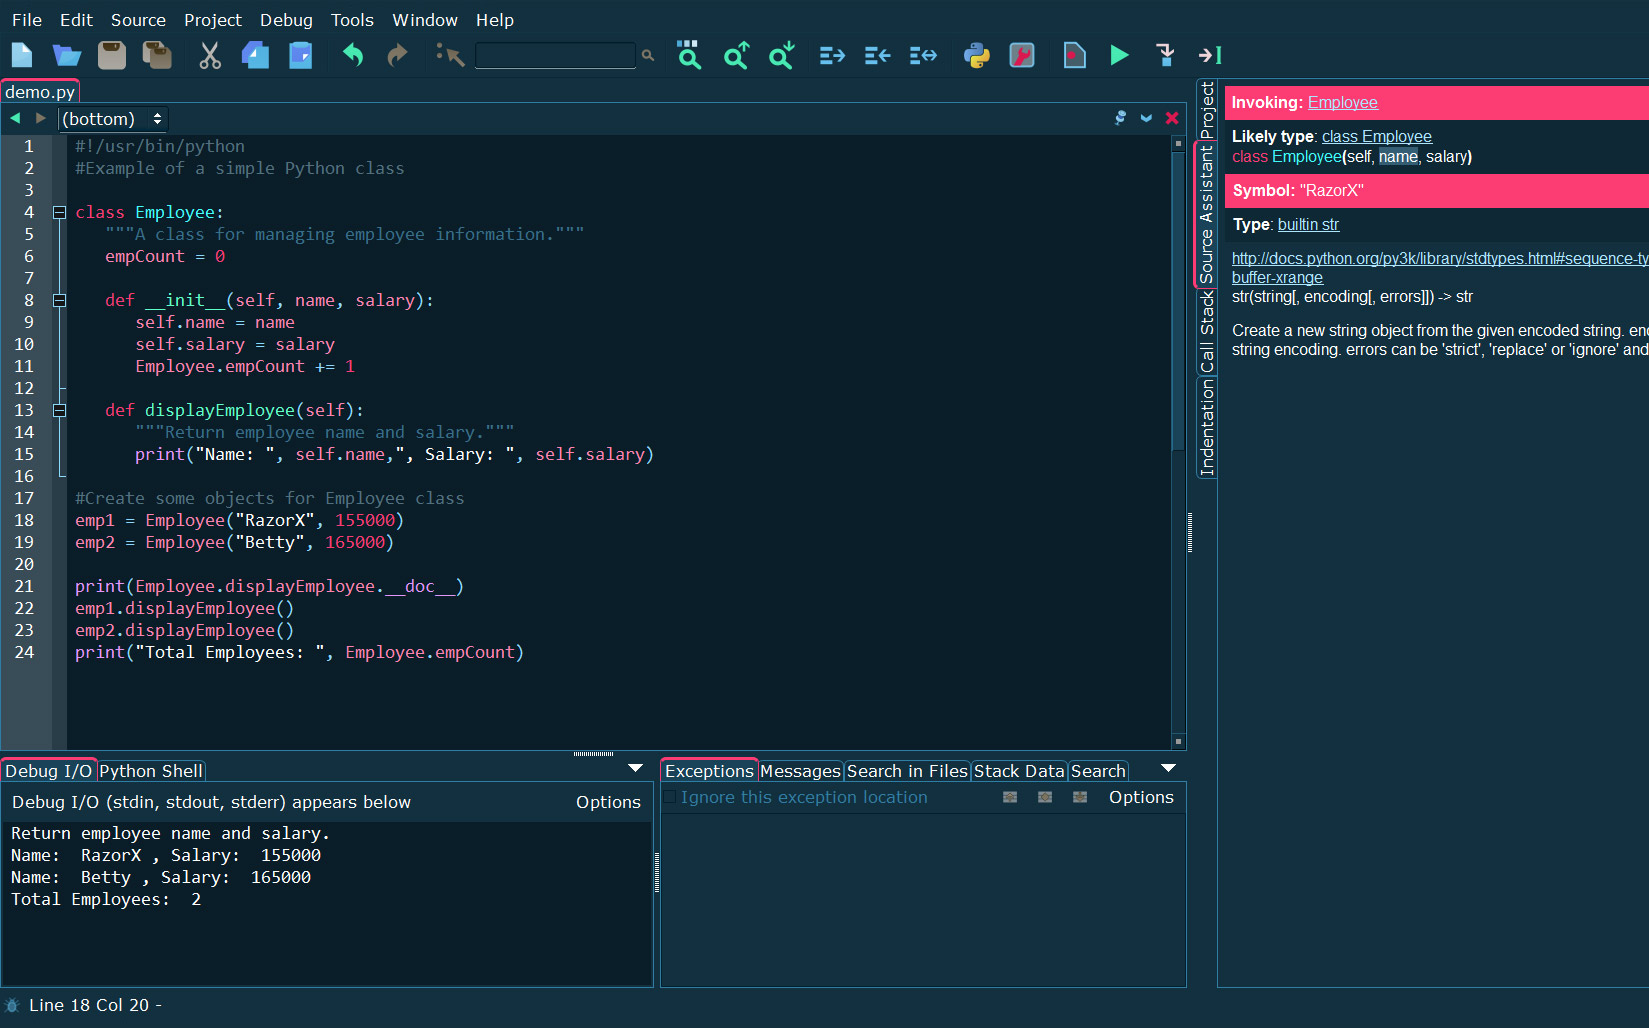 File Edit Source Project Debug Tools Window Help
demo.py
(bottom)
1 #!/usr/bin/python
2 #Example of a simple Python class
3
4 class Employee:
5    """A class for managing employee information."""
6    empCount = 0
7
8    def __init__(self, name, salary):
9       self.name = name
10       self.salary = salary
11       Employee.empCount += 1
12
13    def displayEmployee(self):
14       """Return employee name and salary."""
15       print("Name: ", self.name,", Salary: ", self.salary)
16
17 #Create some objects for Employee class
18 emp1 = Employee("RazorX", 155000)
19 emp2 = Employee("Betty", 165000)
20
21 print(Employee.displayEmployee.__doc__)
22 emp1.displayEmployee()
23 emp2.displayEmployee()
24 print("Total Employees: ", Employee.empCount)
Project
Source Assistant
Call Stack
Indentation
Invoking: Employee
Likely type: class Employee
class Employee(self, name, salary)
Symbol: "RazorX"
Type: builtin str
http://docs.python.org/py3k/library/stdtypes.html#sequence-ty
buffer-xrange
str(string[, encoding[, errors]]) -> str
Create a new string object from the given encoded string. enc
string encoding. errors can be 'strict', 'replace' or 'ignore' and
Debug I/O Python Shell
Debug I/O (stdin, stdout, stderr) appears below Options
Return employee name and salary.
Name:  RazorX , Salary:  155000
Name:  Betty , Salary:  165000
Total Employees:  2
Exceptions Messages Search in Files Stack Data Search
Ignore this exception location Options
Line 18 Col 20 -